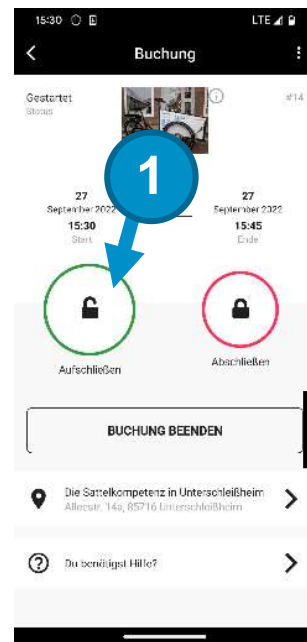 15:30 LTE
Buchung
Gestartet
Status
#14
1
27
September 2022
15:30
Start
27
September 2022
15:45
Ende
Aufschließen
Abschließen
BUCHUNG BEENDEN
Die Sattelkompetenz in Unterschleißheim
Alleestr. 14a, 85716 Unterschleißheim
Du benötigst Hilfe?